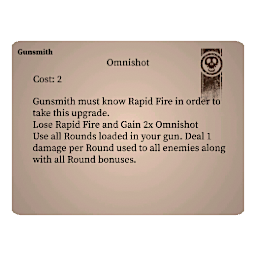 Gunsmith
Omnishot
Cost: 2
Gunsmith must know Rapid Fire in order to
take this upgrade.
Lose Rapid Fire and Gain 2x Omnishot
Use all Rounds loaded in your gun. Deal 1
damage per Round used to all enemies along
with all Round bonuses.